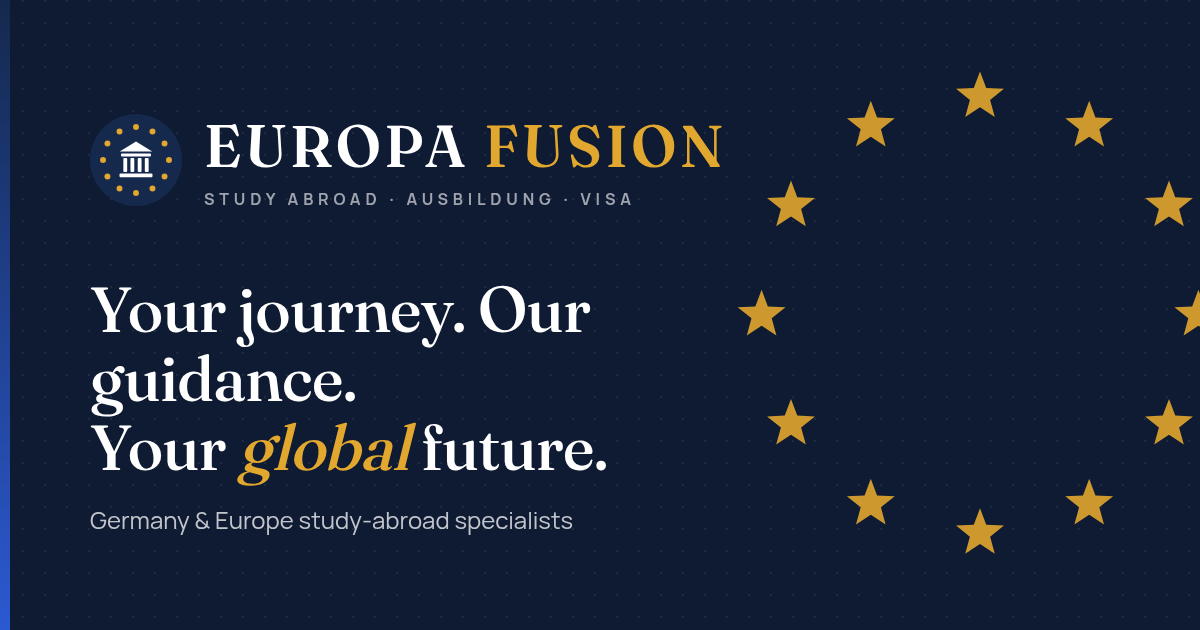 EUROPA FUSION
STUDY ABROAD · AUSBILDUNG · VISA
Your journey. Our
guidance.
Your global future.
Germany & Europe study-abroad specialists